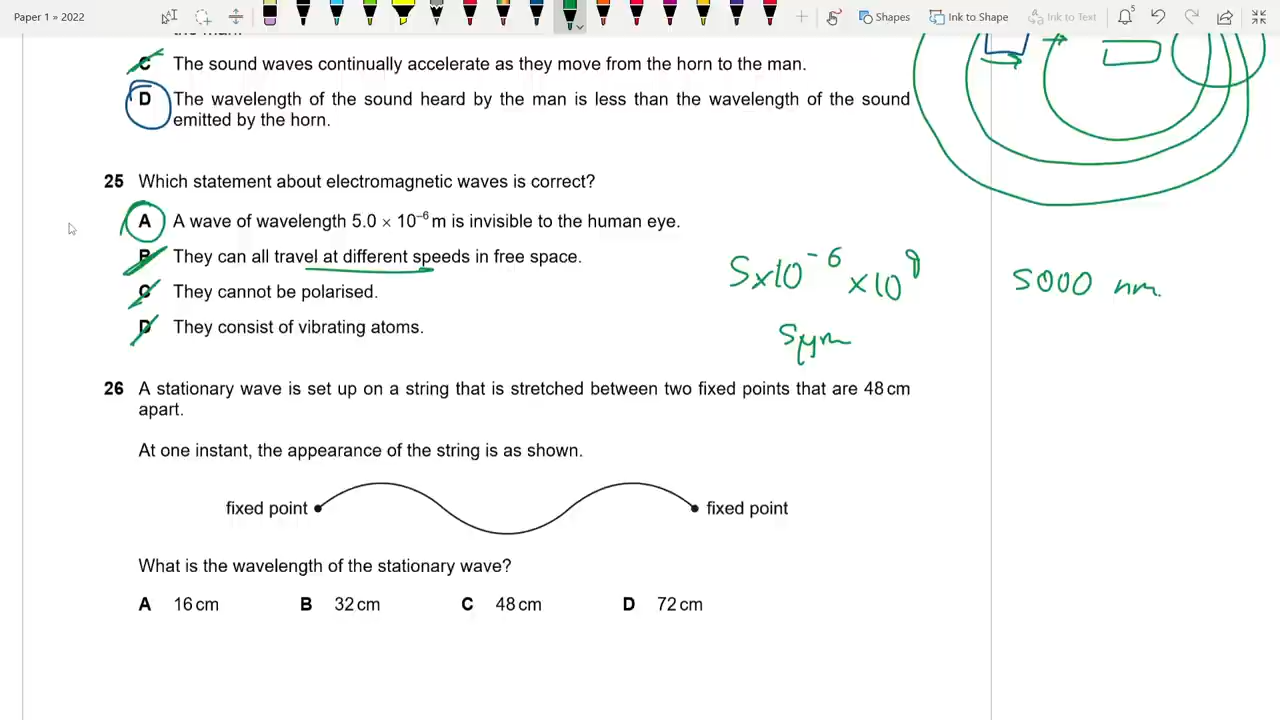 Paper 1 » 2022
Shapes
Ink to Shape
Ink to Text
5
C The sound waves continually accelerate as they move from the horn to the man.
D The wavelength of the sound heard by the man is less than the wavelength of the sound
emitted by the horn.
25 Which statement about electromagnetic waves is correct?
A A wave of wavelength 5.0 × 10⁻⁶ m is invisible to the human eye.
B They can all travel at different speeds in free space.
C They cannot be polarised.
D They consist of vibrating atoms.
5×10⁻⁶ ×10⁹
5000 nm.
5μm
26 A stationary wave is set up on a string that is stretched between two fixed points that are 48 cm
apart.
At one instant, the appearance of the string is as shown.
fixed point
fixed point
What is the wavelength of the stationary wave?
A 16 cm B 32 cm C 48 cm D 72 cm